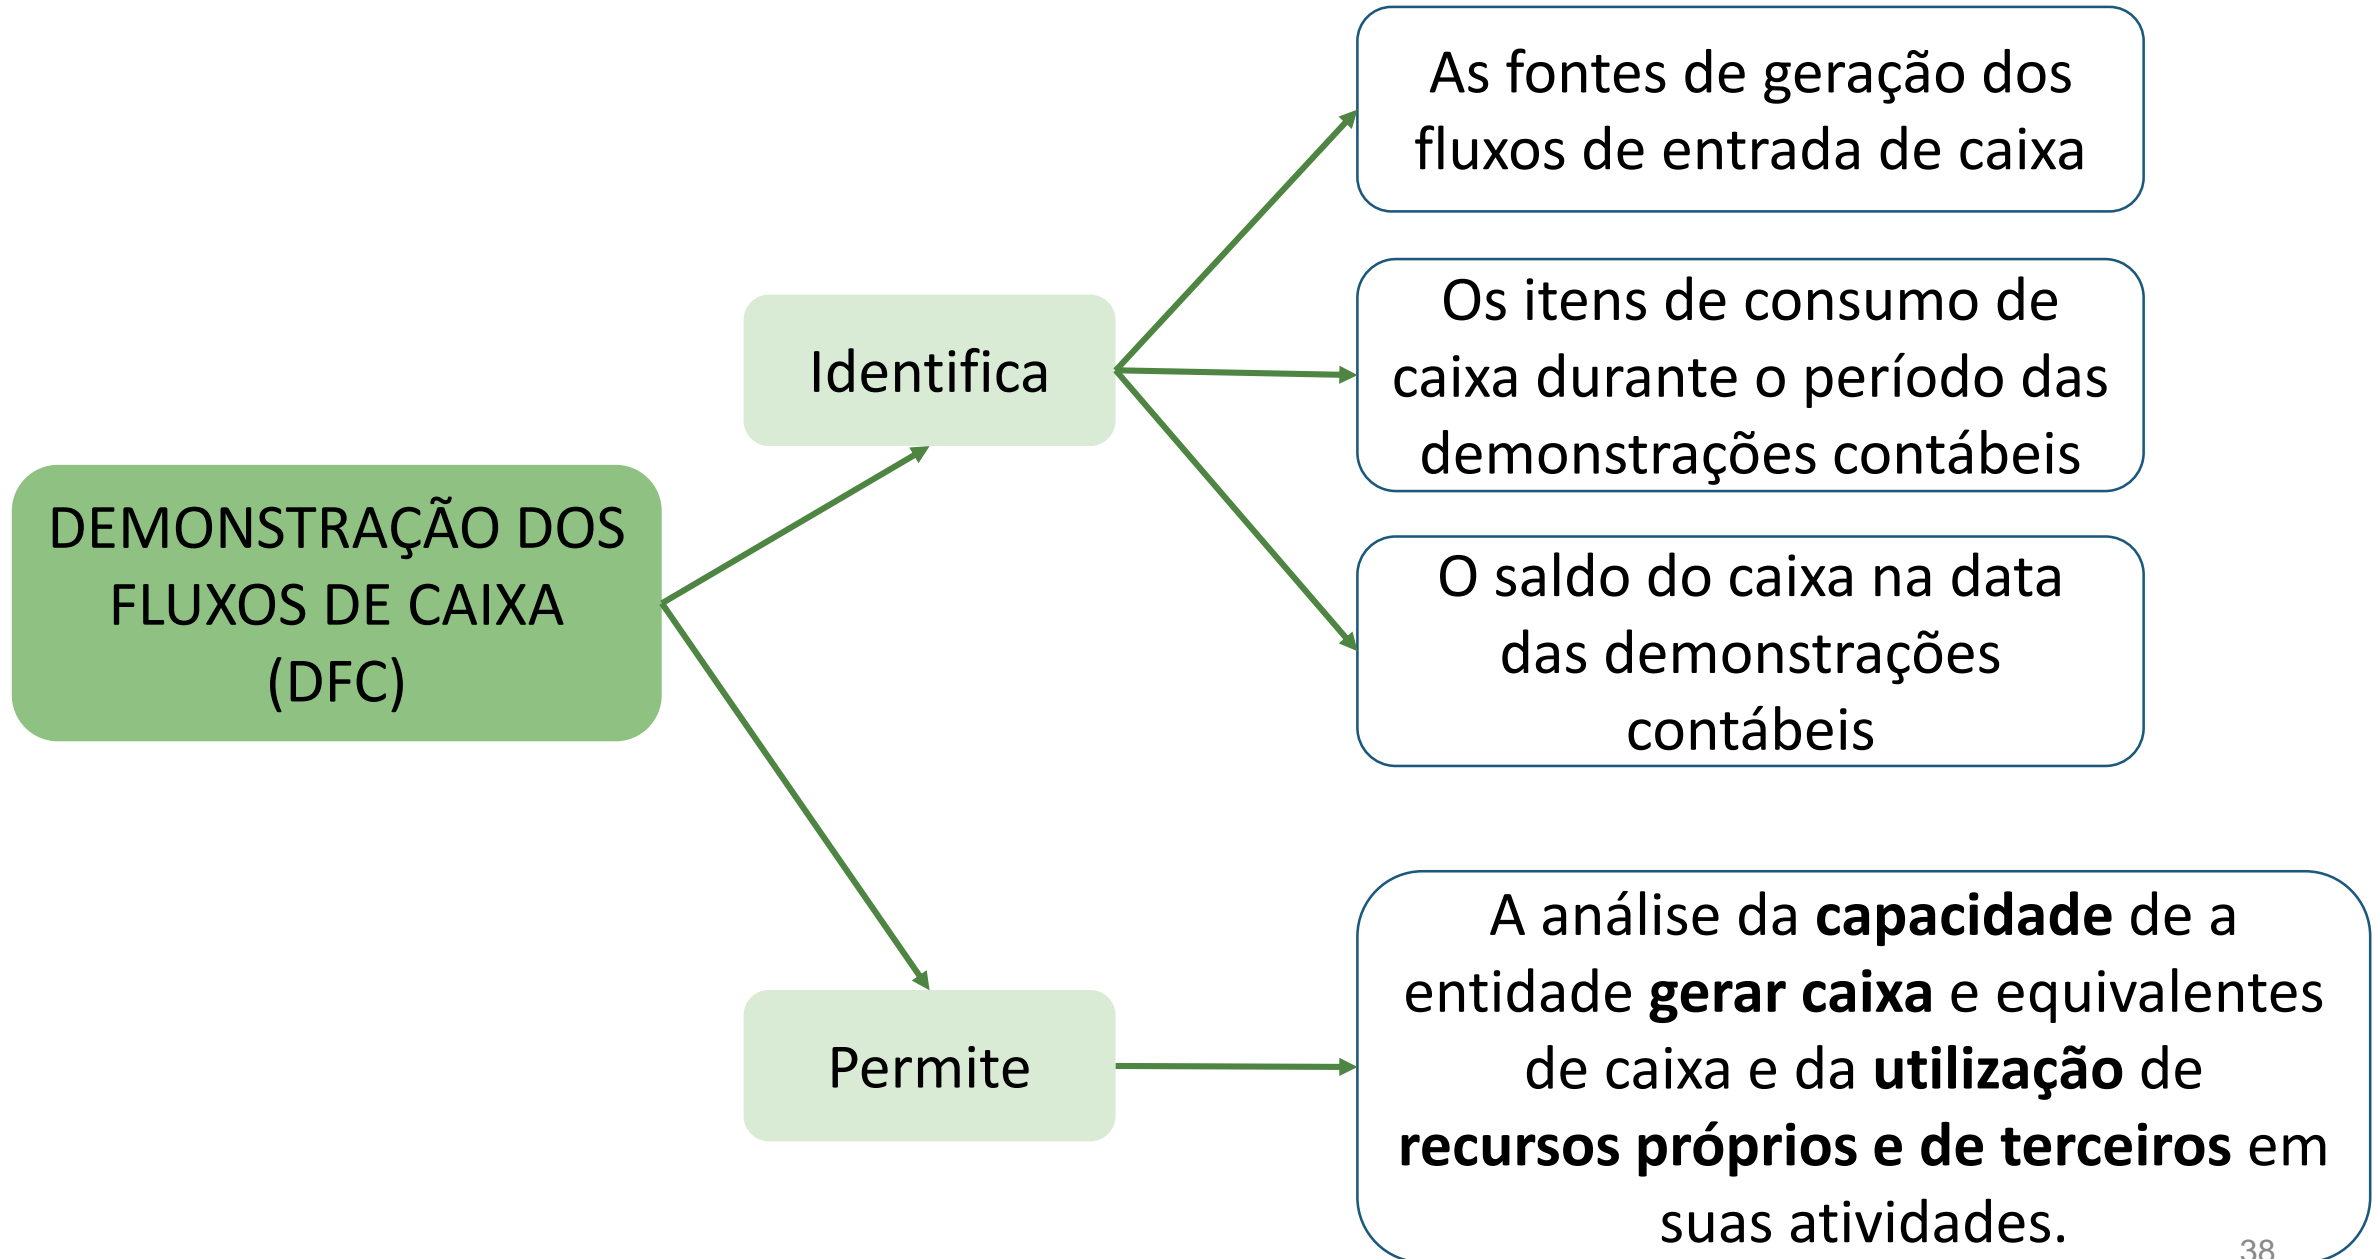 DEMONSTRAÇÃO DOS
FLUXOS DE CAIXA
(DFC)
Identifica
As fontes de geração dos
fluxos de entrada de caixa
Os itens de consumo de
caixa durante o período das
demonstrações contábeis
O saldo do caixa na data
das demonstrações
contábeis
Permite
A análise da capacidade de a
entidade gerar caixa e equivalentes
de caixa e da utilização de
recursos próprios e de terceiros em
suas atividades.
38